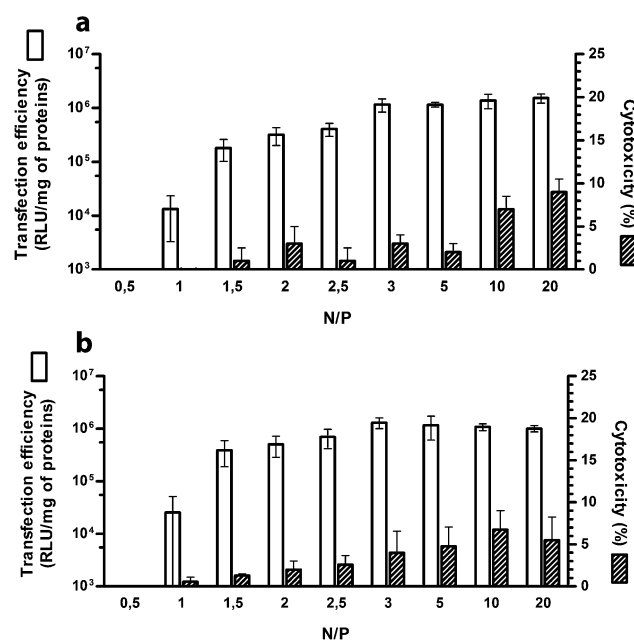 a
Transfection efficiency
(RLU/mg of proteins)
10⁷
10⁶
10⁵
10⁴
10³
25
20
15
10
5
0
Cytotoxicity (%)
0,5 1 1,5 2 2,5 3 5 10 20
N/P
b
Transfection efficiency
(RLU/mg of proteins)
10⁷
10⁶
10⁵
10⁴
10³
25
20
15
10
5
0
Cytotoxicity (%)
0,5 1 1,5 2 2,5 3 5 10 20
N/P